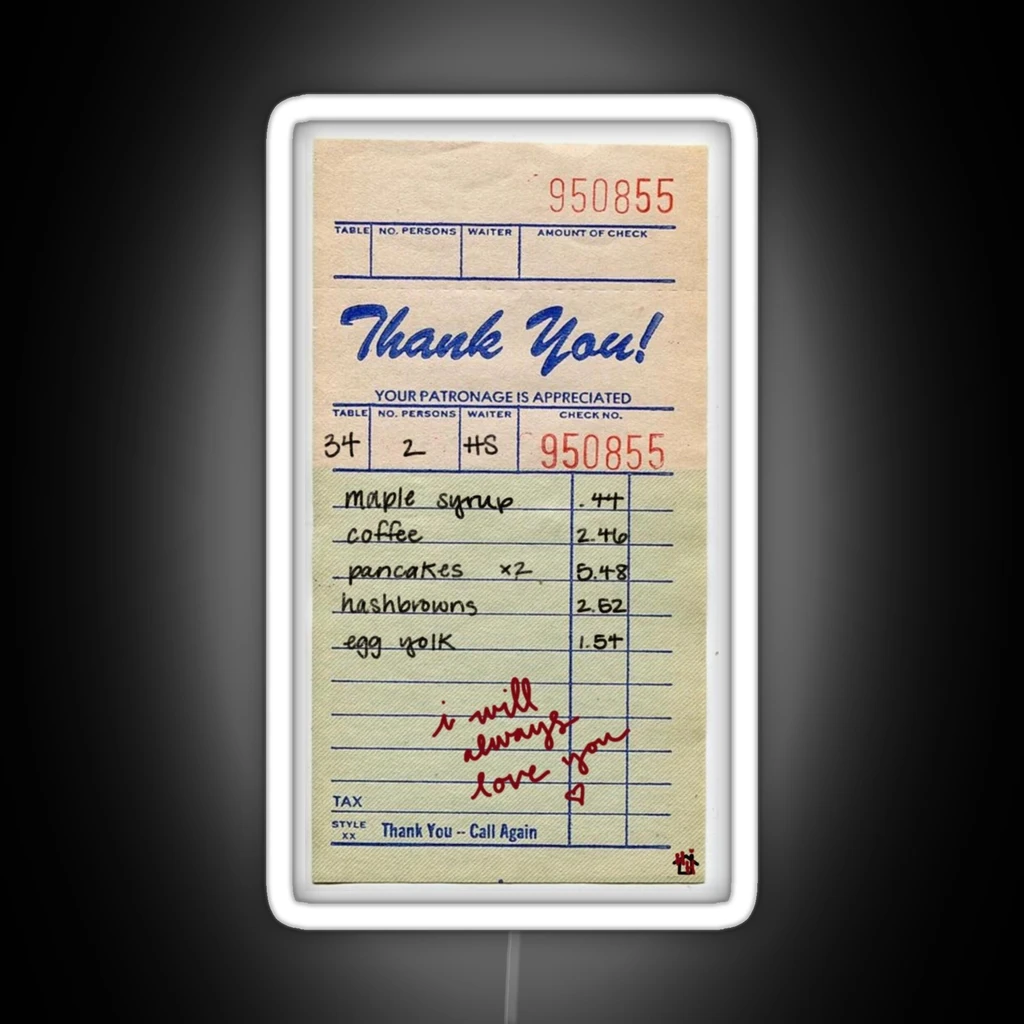 950855
TABLE NO. PERSONS WAITER AMOUNT OF CHECK
Thank You!
YOUR PATRONAGE IS APPRECIATED
TABLE NO. PERSONS WAITER CHECK NO.
34 2 HS 950855
maple syrup .44
coffee 2.46
pancakes x2 5.48
hashbrowns 2.52
egg yolk 1.54
i will
always
love you
TAX
STYLE
XX Thank You -- Call Again